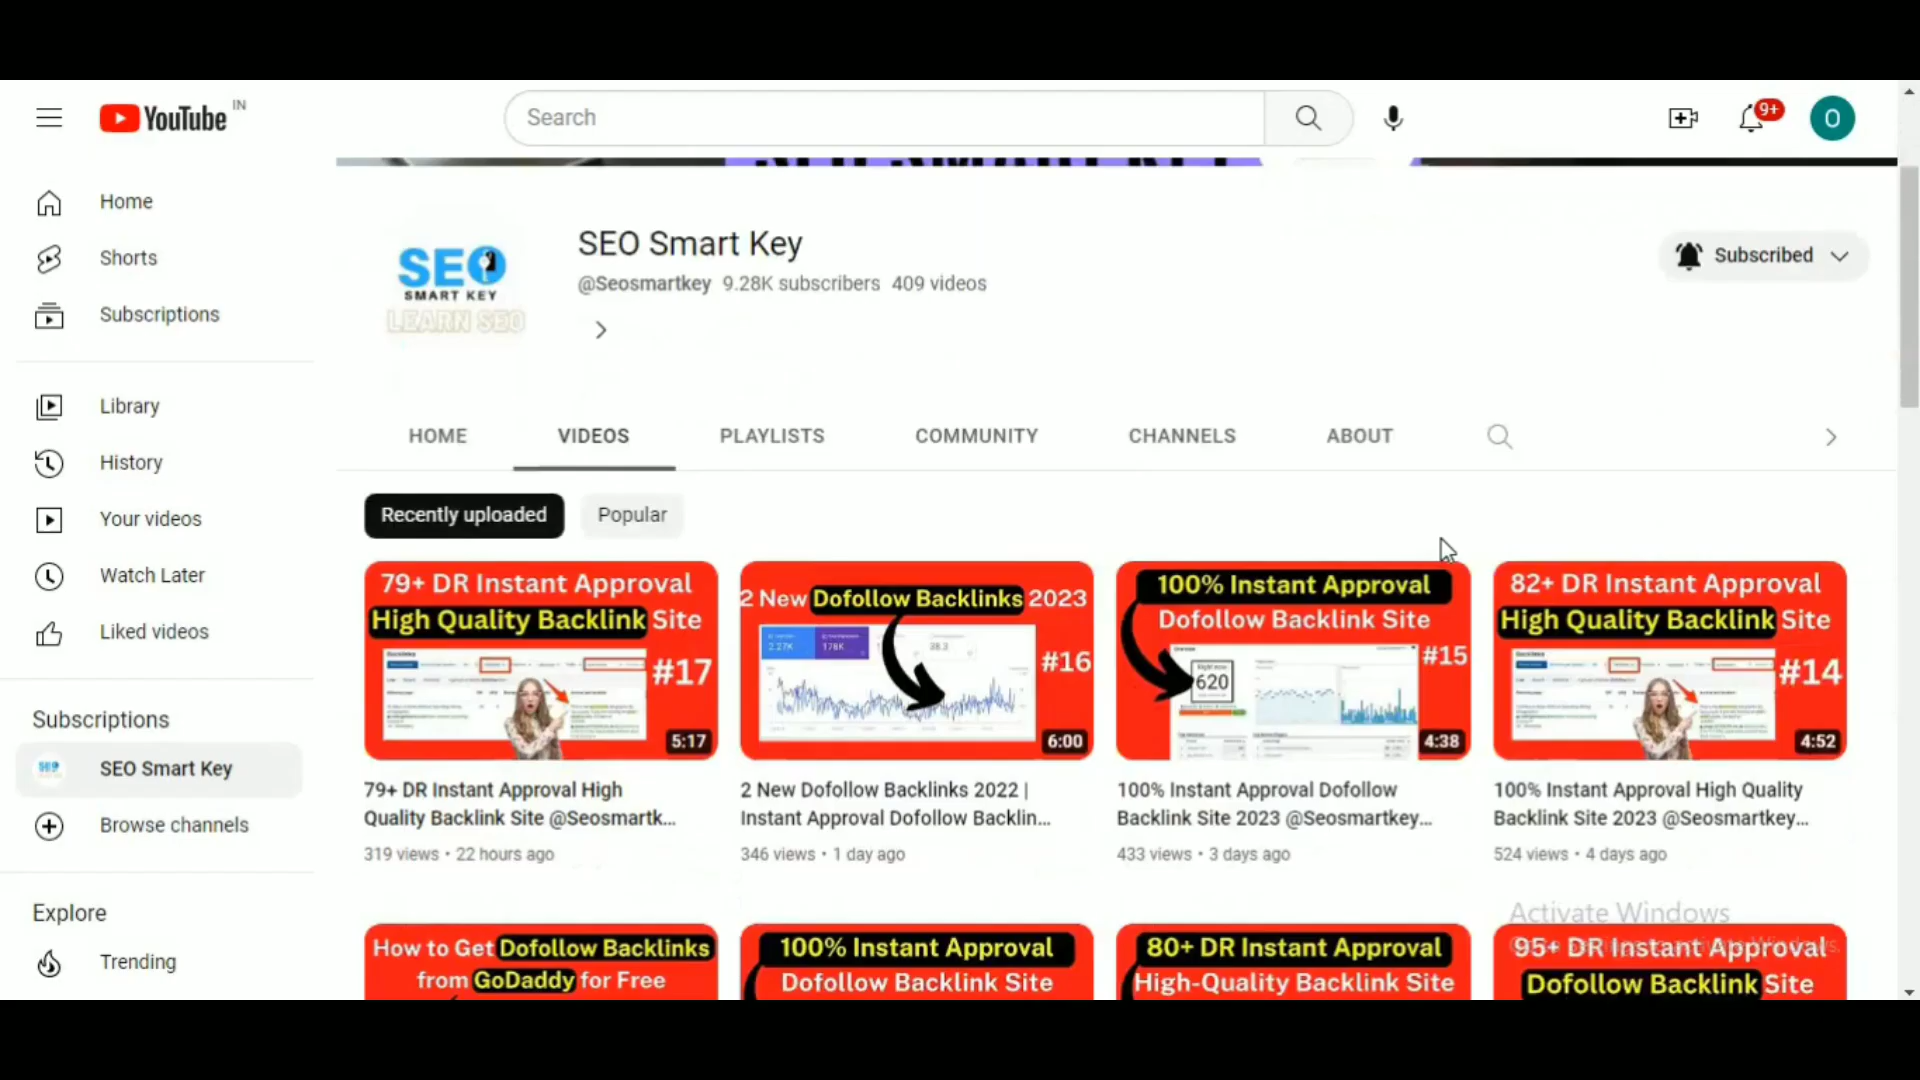 YouTube IN
Search
9+
O
Home
Shorts
Subscriptions
Library
History
Your videos
Watch Later
Liked videos
Subscriptions
SEO Smart Key
Browse channels
Explore
Trending
SEO
SMART KEY
LEARN SEO
SEO Smart Key
@Seosmartkey 9.28K subscribers 409 videos
Subscribed
HOME VIDEOS PLAYLISTS COMMUNITY CHANNELS ABOUT
Recently uploaded Popular
79+ DR Instant Approval
High Quality Backlink Site
#17
5:17
79+ DR Instant Approval High
Quality Backlink Site @Seosmartk...
319 views • 22 hours ago
2 New Dofollow Backlinks 2023
2.27K
178K
38.3
#16
6:00
2 New Dofollow Backlinks 2022 |
Instant Approval Dofollow Backlin...
346 views • 1 day ago
100% Instant Approval
Dofollow Backlink Site
#15
Right now
620
4:38
100% Instant Approval Dofollow
Backlink Site 2023 @Seosmartkey...
433 views • 3 days ago
82+ DR Instant Approval
High Quality Backlink Site
#14
4:52
100% Instant Approval High Quality
Backlink Site 2023 @Seosmartkey...
524 views • 4 days ago
Activate Windows
How to Get Dofollow Backlinks
from GoDaddy for Free
100% Instant Approval
Dofollow Backlink Site
80+ DR Instant Approval
High-Quality Backlink Site
95+ DR Instant Approval
Dofollow Backlink Site